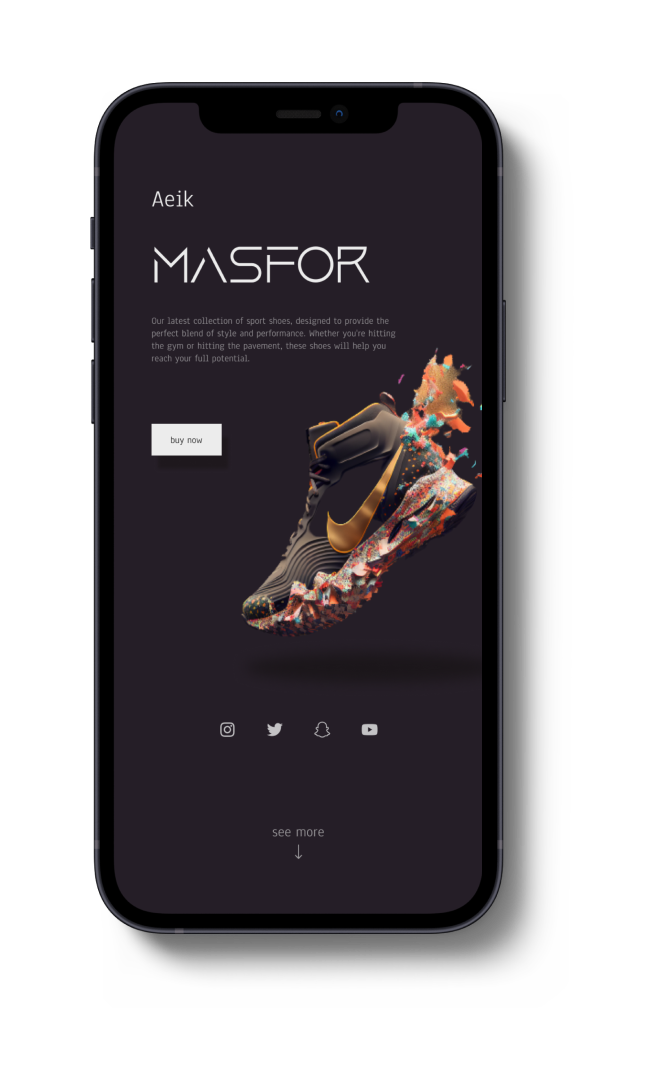 Aeik
MASFOR
Our latest collection of sport shoes, designed to provide the
perfect blend of style and performance. Whether you're hitting
the gym or hitting the pavement, these shoes will help you
reach your full potential.
buy now
see more